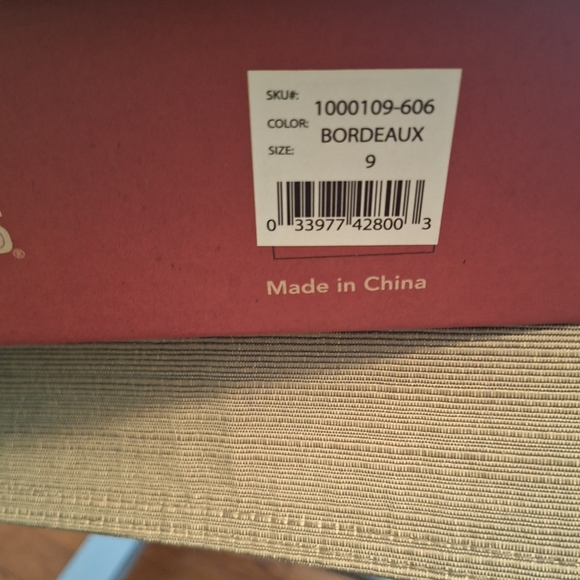 SKU#: 1000109-606
COLOR: BORDEAUX
SIZE: 9
0 33977 42800 3
Made in China
®